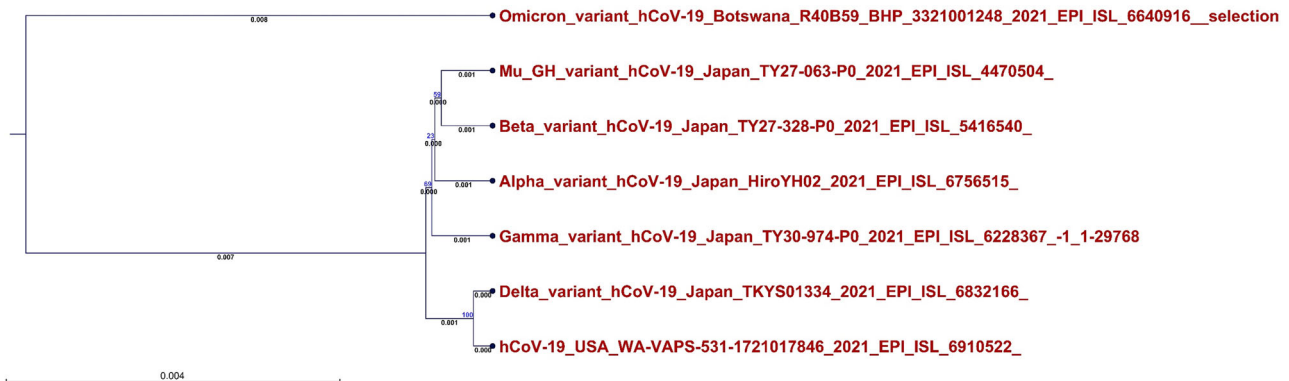 0.008
Omicron_variant_hCoV-19_Botswana_R40B59_BHP_3321001248_2021_EPI_ISL_6640916__selection
0.001
Mu_GH_variant_hCoV-19_Japan_TY27-063-P0_2021_EPI_ISL_4470504_
59
0.000
0.001
Beta_variant_hCoV-19_Japan_TY27-328-P0_2021_EPI_ISL_5416540_
23
0.000
0.001
Alpha_variant_hCoV-19_Japan_HiroYH02_2021_EPI_ISL_6756515_
69
0.000
0.001
Gamma_variant_hCoV-19_Japan_TY30-974-P0_2021_EPI_ISL_6228367_-1_1-29768
0.007
0.000
Delta_variant_hCoV-19_Japan_TKYS01334_2021_EPI_ISL_6832166_
100
0.001
0.000
hCoV-19_USA_WA-VAPS-531-1721017846_2021_EPI_ISL_6910522_
0.004